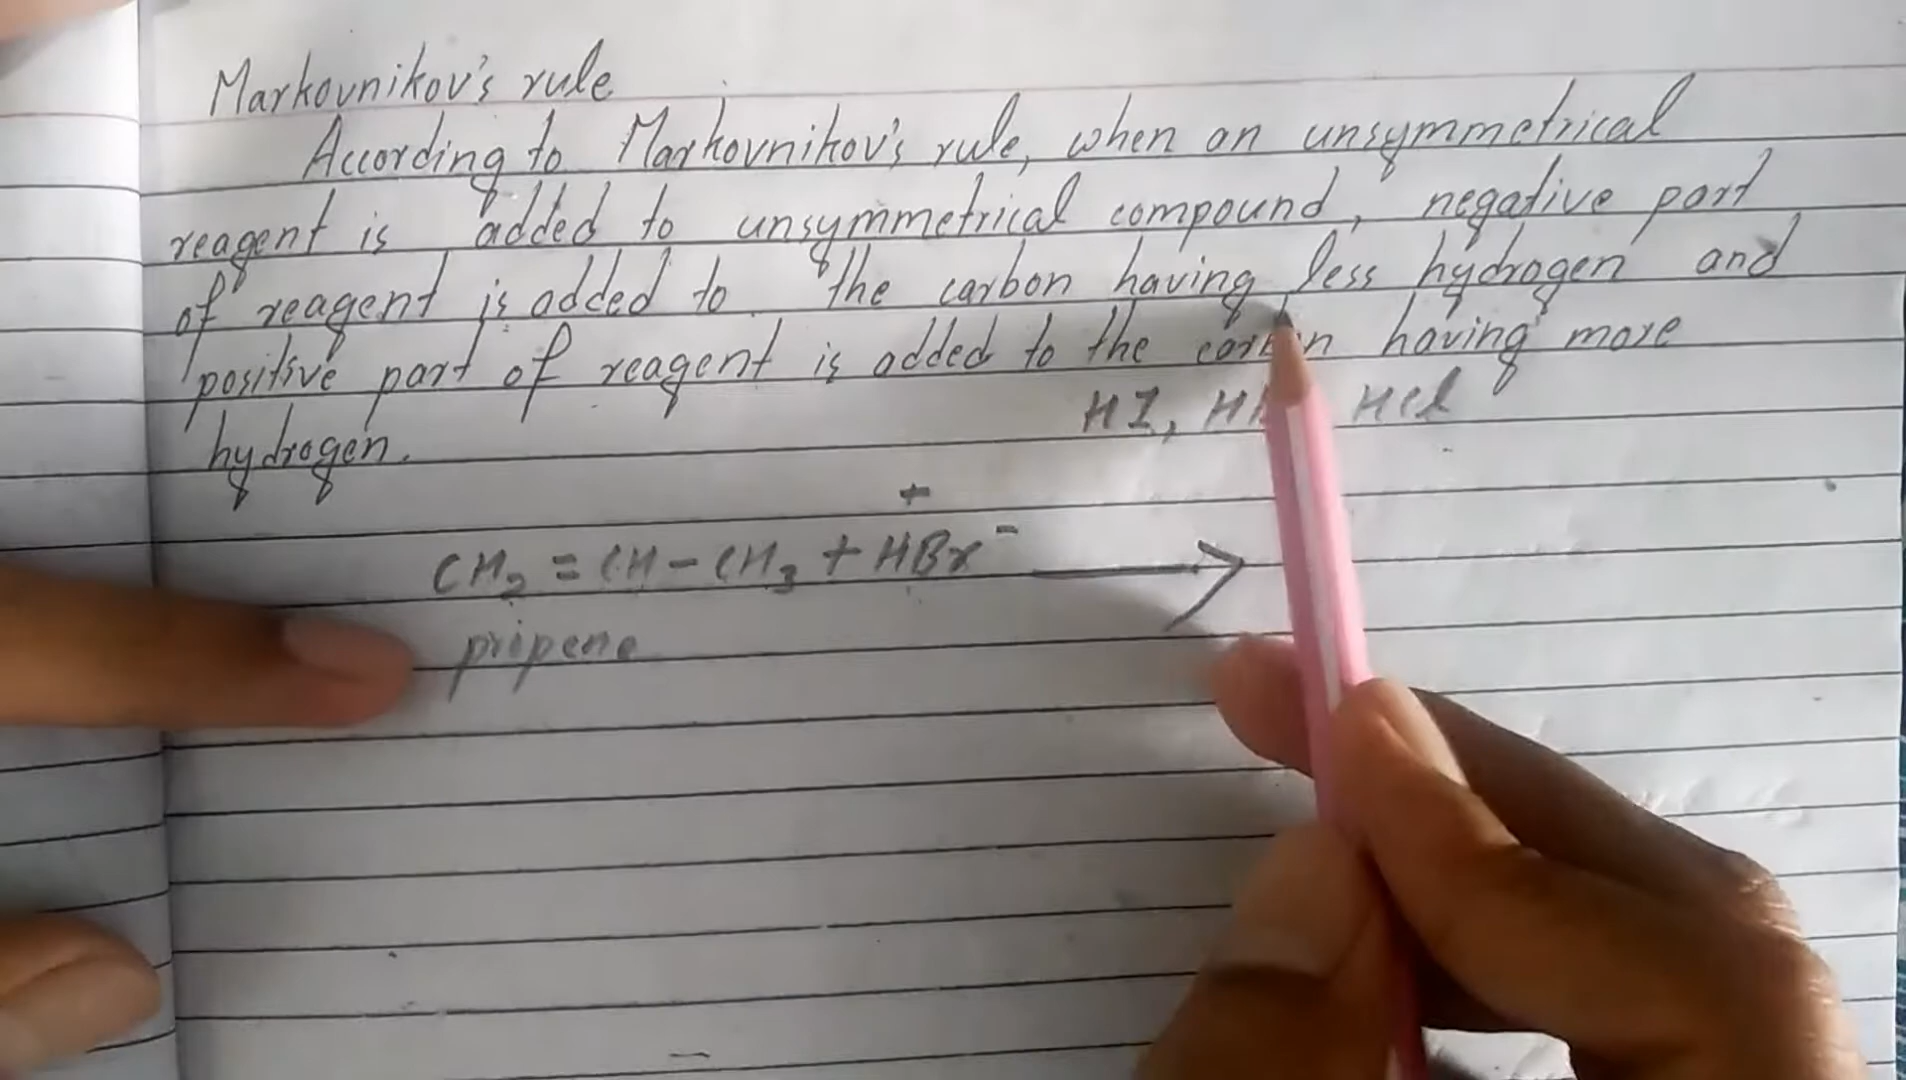 Markovnikov's rule
According to Markovnikov's rule, when an unsymmetrical
reagent is added to unsymmetrical compound, negative part
of reagent is added to the carbon having less hydrogen and
positive part of reagent is added to the having more
HI, HCl
hydrogen.
+ -
CH₂ = CH - CH₃ + HBr ⟶
propene